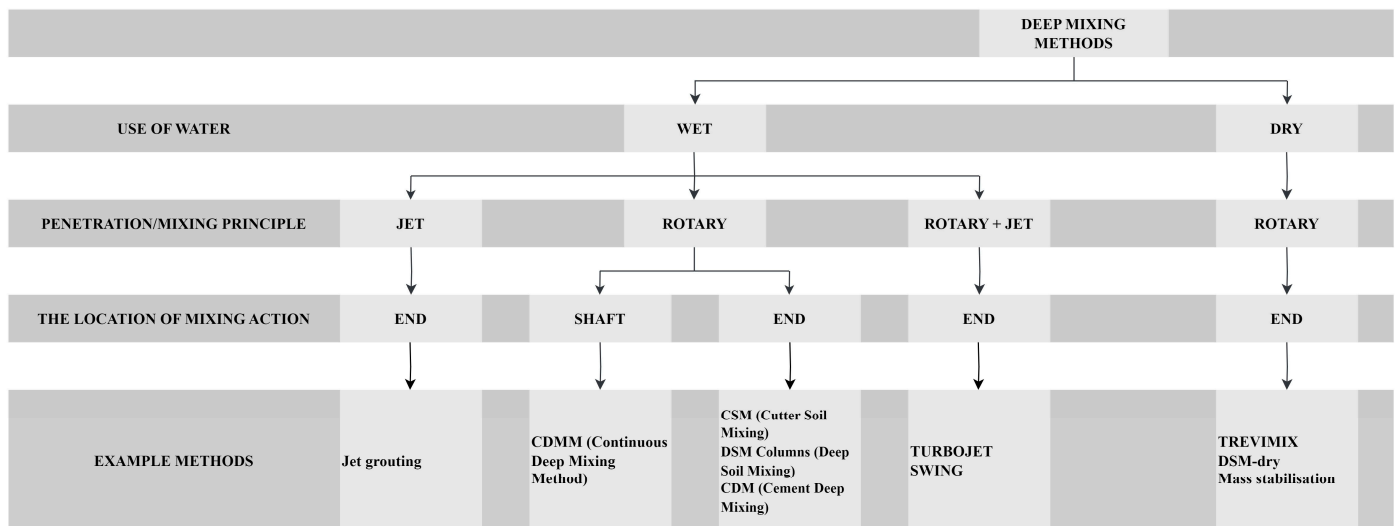 DEEP MIXING
METHODS
USE OF WATER
WET
DRY
PENETRATION/MIXING PRINCIPLE
JET
ROTARY
ROTARY + JET
ROTARY
THE LOCATION OF MIXING ACTION
END
SHAFT
END
END
END
EXAMPLE METHODS
Jet grouting
CDMM (Continuous
Deep Mixing
Method)
CSM (Cutter Soil
Mixing)
DSM Columns (Deep
Soil Mixing)
CDM (Cement Deep
Mixing)
TURBOJET
SWING
TREVIMIX
DSM-dry
Mass stabilisation